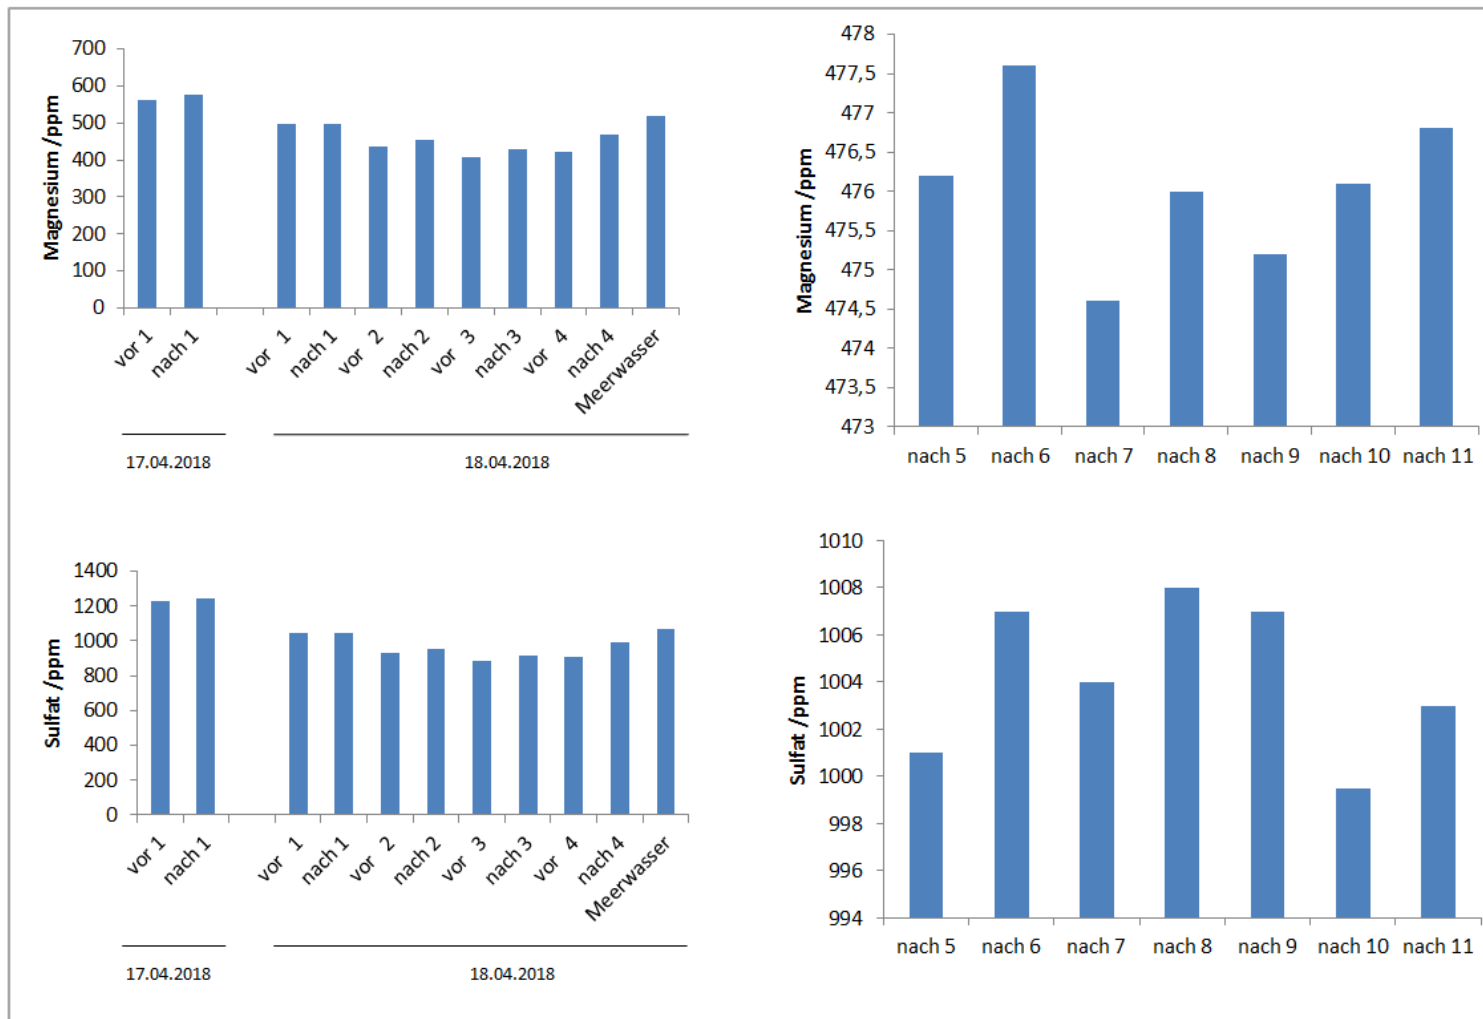 700
600
500
400
300
200
100
0
Magnesium /ppm
vor 1
nach 1
vor 1
nach 1
vor 2
nach 2
vor 3
nach 3
vor 4
nach 4
Meerwasser
17.04.2018
18.04.2018
478
477,5
477
476,5
476
475,5
475
474,5
474
473,5
473
Magnesium /ppm
nach 5
nach 6
nach 7
nach 8
nach 9
nach 10
nach 11
1400
1200
1000
800
600
400
200
0
Sulfat /ppm
vor 1
nach 1
vor 1
nach 1
vor 2
nach 2
vor 3
nach 3
vor 4
nach 4
Meerwasser
17.04.2018
18.04.2018
1010
1008
1006
1004
1002
1000
998
996
994
Sulfat /ppm
nach 5
nach 6
nach 7
nach 8
nach 9
nach 10
nach 11